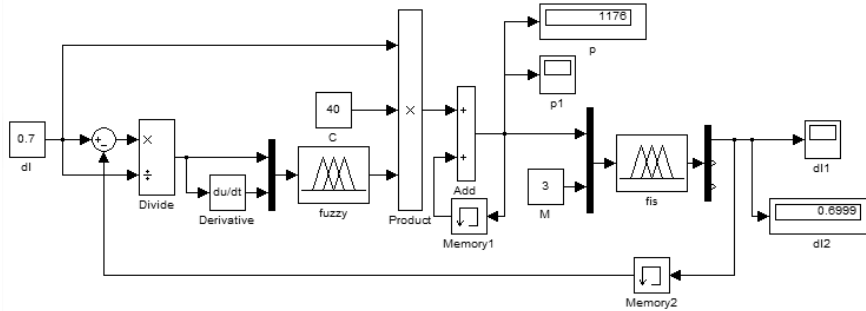 1176
p
p1
0.7
dI
+
−
×
÷
Divide
du/dt
Derivative
fuzzy
40
C
×
Product
+
+
Add
Memory1
3
M
fis
dI1
0.6999
dI2
Memory2